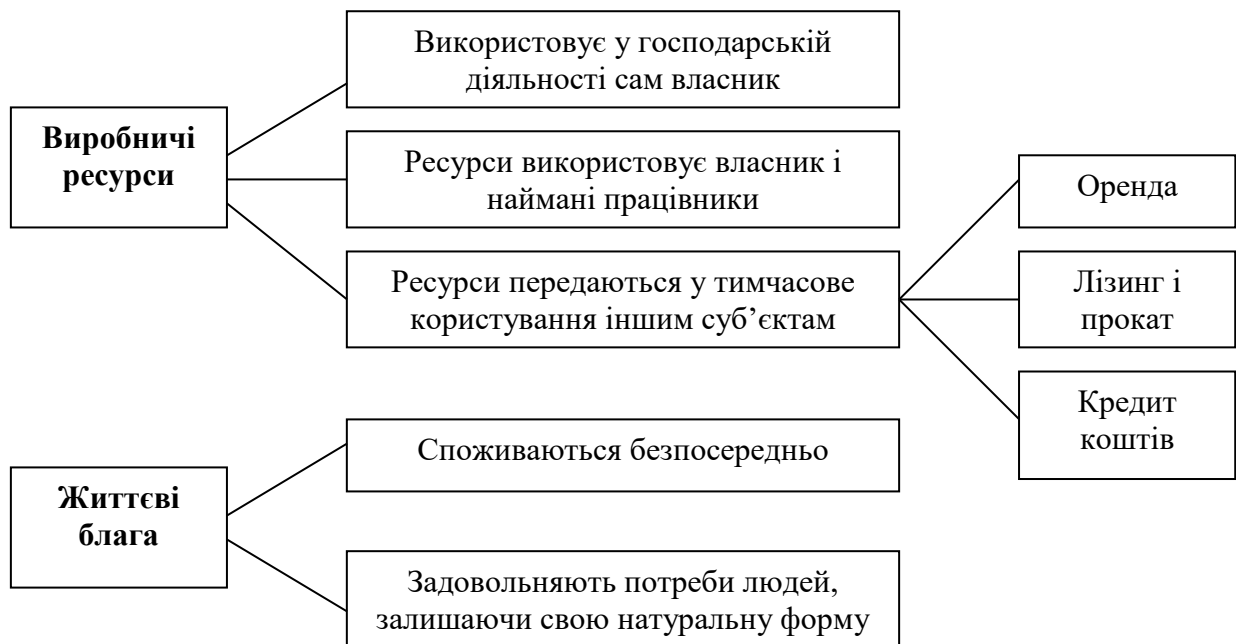 Використовує у господарській
діяльності сам власник
Виробничі
ресурси
Ресурси використовує власник і
наймані працівники
Ресурси передаються у тимчасове
користування іншим суб’єктам
Оренда
Лізинг і
прокат
Кредит
коштів
Життєві
блага
Споживаються безпосередньо
Задовольняють потреби людей,
залишаючи свою натуральну форму